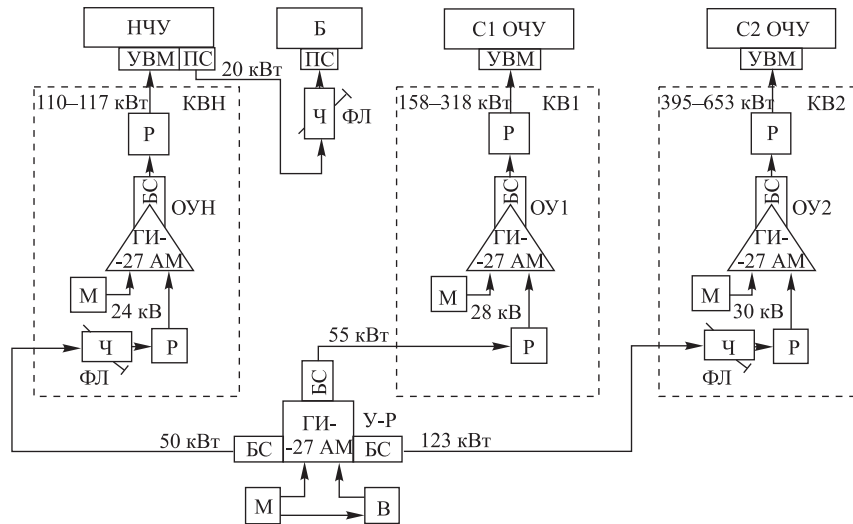 НЧУ
Б
С1 ОЧУ
С2 ОЧУ
УВМ
ПС
ПС
УВМ
УВМ
20 кВт
110–117 кВт
КВН
Ч
ФЛ
158–318 кВт
КВ1
395–653 кВт
КВ2
Р
Р
Р
БС
ОУН
БС
ОУ1
БС
ОУ2
ГИ-
-27 АМ
ГИ-
-27 АМ
ГИ-
-27 АМ
М
24 кВ
М
28 кВ
М
30 кВ
Ч
Р
ФЛ
55 кВт
Р
Ч
Р
ФЛ
БС
50 кВт
БС
ГИ-
-27 АМ
У-Р
БС
123 кВт
М
В